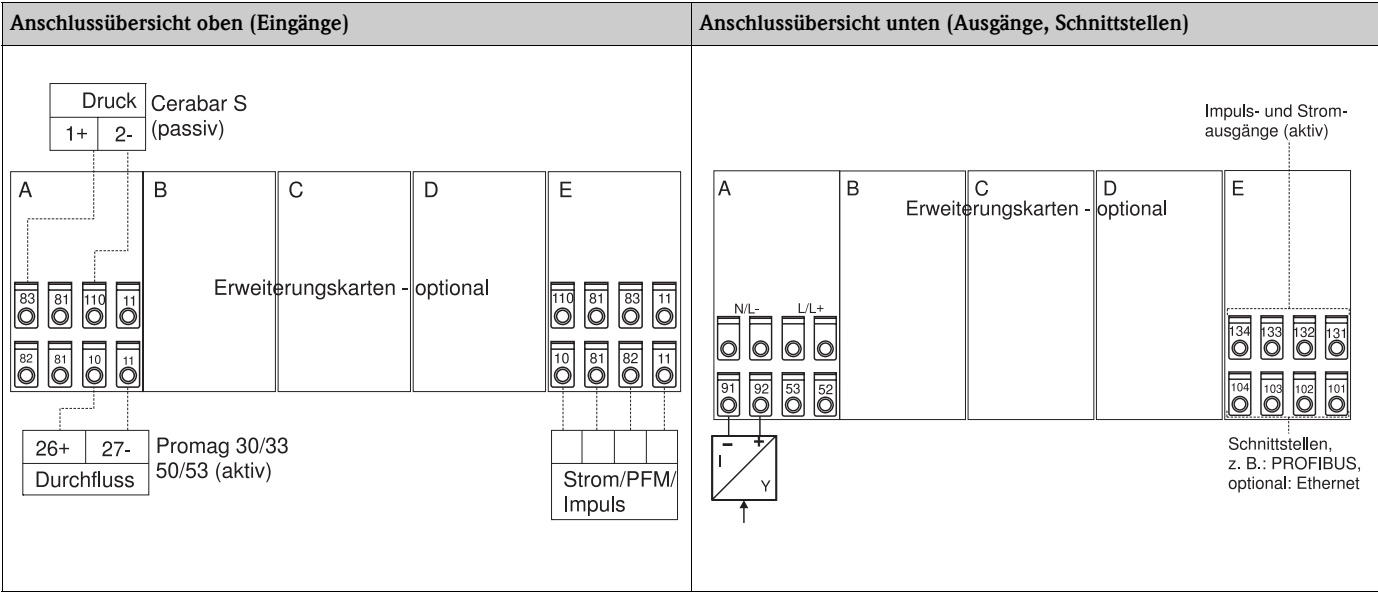 Anschlussübersicht oben (Eingänge)
Druck
1+ 2-
Cerabar S
(passiv)
A B C D E
Erweiterungskarten - optional
83 81 110 11
82 81 10 11
110 81 83 11
10 81 82 11
26+ 27-
Durchfluss
Promag 30/33
50/53 (aktiv)
Strom/PFM/
Impuls
Anschlussübersicht unten (Ausgänge, Schnittstellen)
Impuls- und Strom-
ausgänge (aktiv)
A B C D E
Erweiterungskarten - optional
N/L- L/L+
91 92 53 52
134 133 132 131
104 103 102 101
- +
I
Y
Schnittstellen,
z. B.: PROFIBUS,
optional: Ethernet